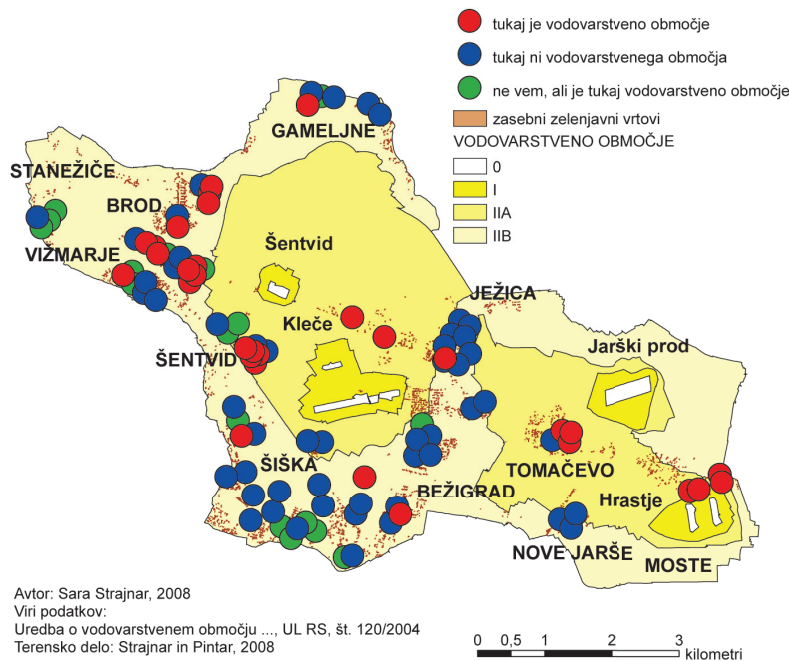 tukaj je vodovarstveno območje
tukaj ni vodovarstvenega območja
ne vem, ali je tukaj vodovarstveno območje
zasebni zelenjavni vrtovi
VODOVARSTVENO OBMOČJE
0
I
IIA
IIB
GAMELJNE
STANEŽIČE
BROD
VIŽMARJE
Šentvid
JEŽICA
Kleče
ŠENTVID
Jarški prod
ŠIŠKA
TOMAČEVO
BEŽIGRAD
Hrastje
NOVE JARŠE
MOSTE
Avtor: Sara Strajnar, 2008
Viri podatkov:
Uredba o vodovarstvenem območju ..., UL RS, št. 120/2004
Terensko delo: Strajnar in Pintar, 2008
0 0,5 1 2 3
kilometri